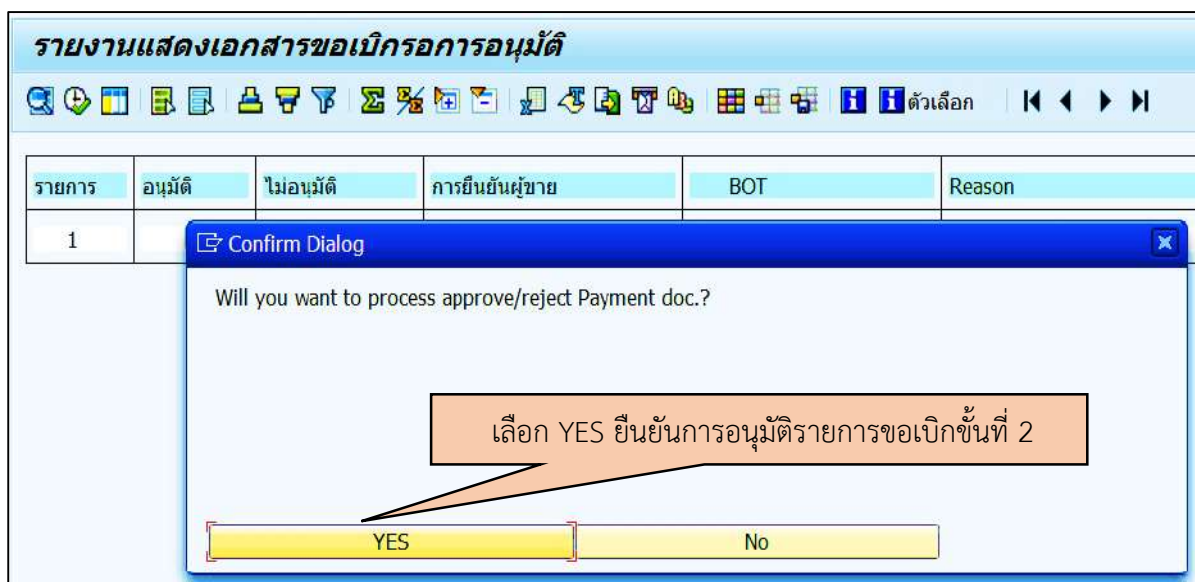 รายงานแสดงเอกสารขอเบิกรอการอนุมัติ
ตัวเลือก
รายการ อนุมัติ ไม่อนุมัติ การยืนยันผู้ขาย BOT Reason
1
Confirm Dialog
Will you want to process approve/reject Payment doc.?
เลือก YES ยืนยันการอนุมัติรายการขอเบิกขั้นที่ 2
YES No